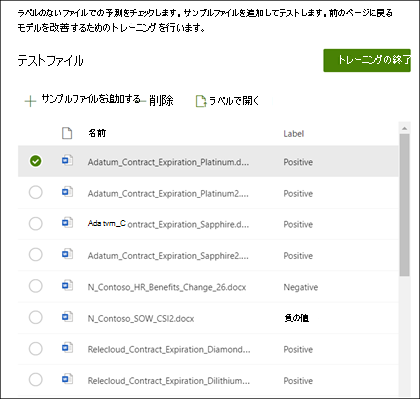 ラベルのないファイルでの予測をチェックします。サンプルファイルを追加してテストします。前のページに戻る
モデルを改善するためのトレーニングを行います。
テストファイル
トレーニングの終了
サンプルファイルを追加する 削除 ラベルで開く
名前 Label
Adatum_Contract_Expiration_Platinum.d... Positive
Adatum_Contract_Expiration_Platinum2.... Positive
Adatvm_C ontract_Expiration_Sapphire.d... Positive
Adatum_Contract_Expiration_Sapphire2.... Positive
N_Contoso_HR_Benefits_Change_26.docx Negative
N_Contoso_SOW_CSI2.docx 負の値
Relecloud_Contract_Expiration_Diamond... Positive
Relecloud_Contract_Expiration_Dilithium... Positive